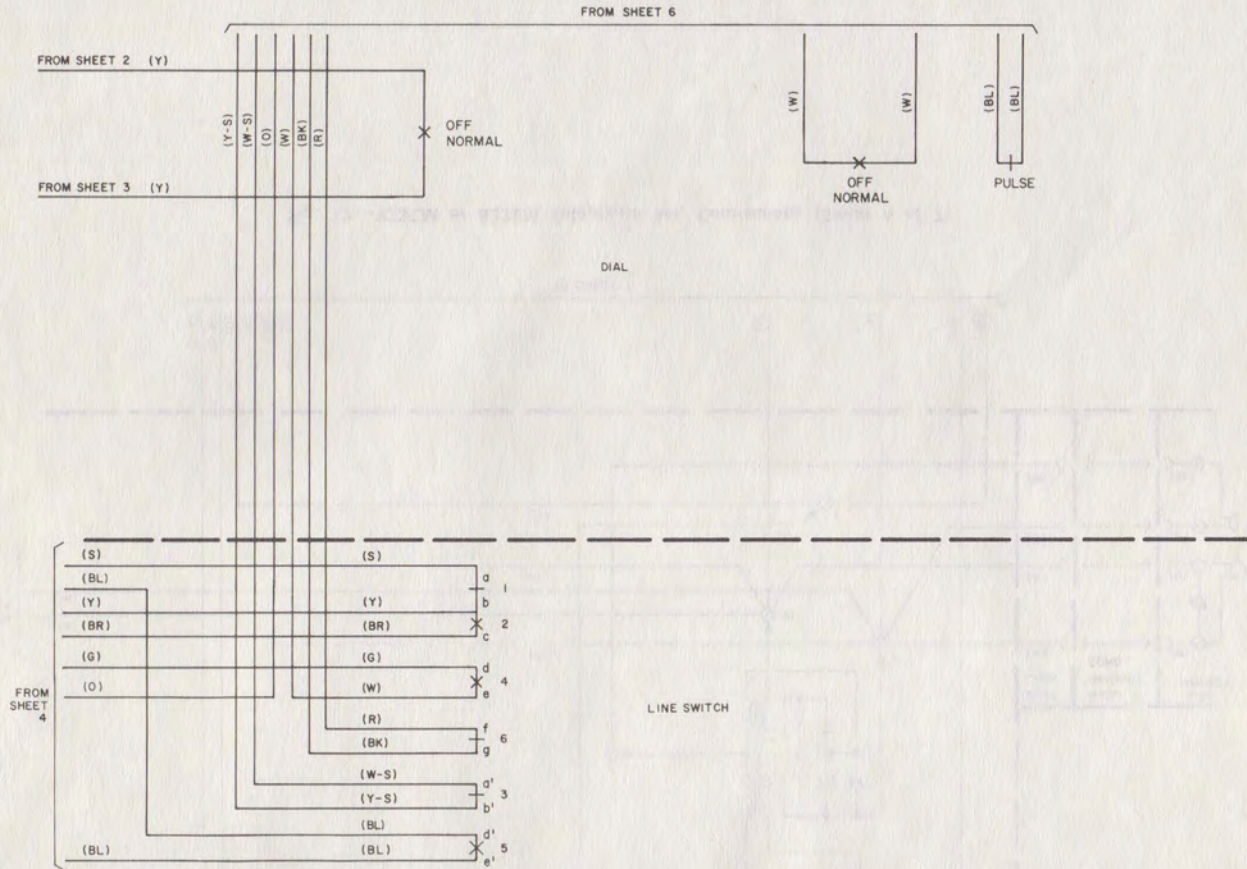 FROM SHEET 6
FROM SHEET 2 (Y)
(Y-S)
(W-S)
(O)
(W)
(BK)
(R)
OFF
NORMAL
(W)
(W)
(BL)
(BL)
FROM SHEET 3 (Y)
OFF
NORMAL
PULSE
DIAL
(S) (S)
a
1
(BL)
b
(Y) (Y)
2
(BR) (BR)
c
(G) (G)
d
4
(O) (W)
e
FROM
SHEET
4
LINE SWITCH
(R)
f
6
(BK)
g
(W-S)
a'
3
(Y-S)
b'
(BL)
d'
5
(BL) (BL)
e'